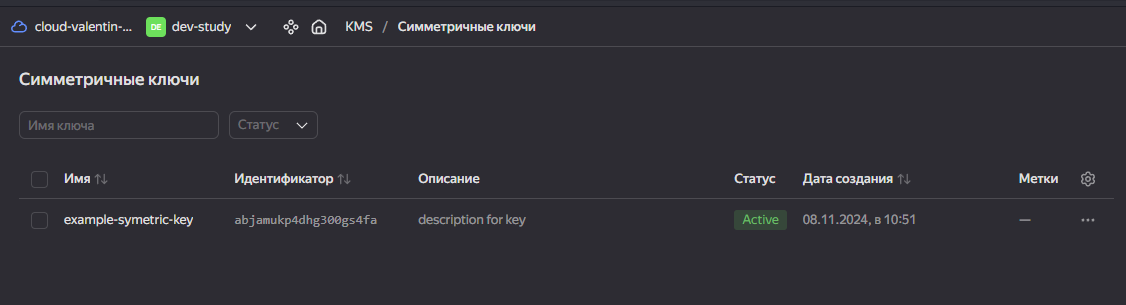 cloud-valentin-... DE dev-study KMS / Симметричные ключи
Симметричные ключи
Имя ключа Статус
Имя Идентификатор Описание Статус Дата создания Метки
example-symetric-key abjamukp4dhg300gs4fa description for key Active 08.11.2024, в 10:51 —